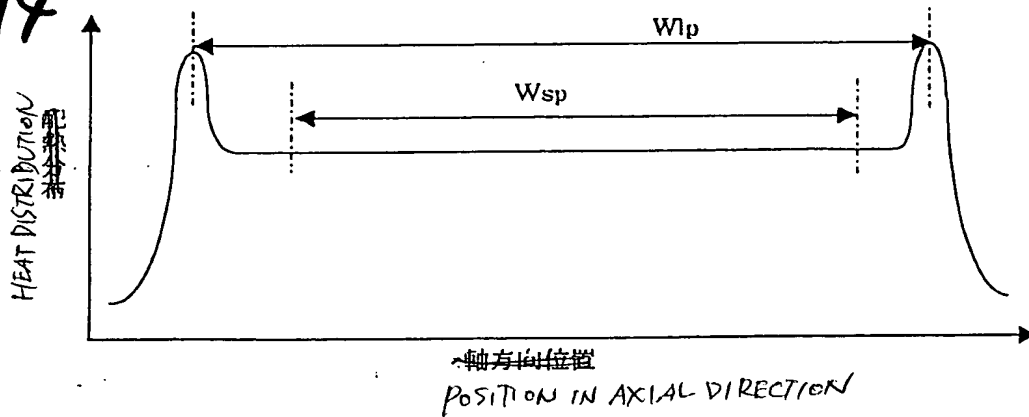 14
Wlp
Wsp
HEAT DISTRIBUTION
配熱分布
軸方向位置
POSITION IN AXIAL DIRECTION